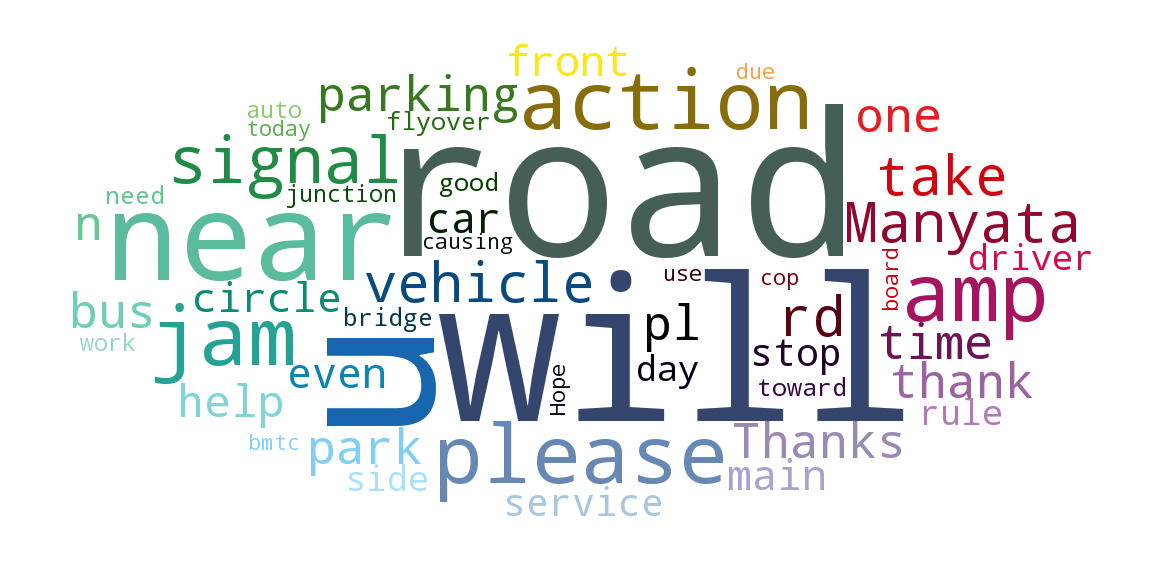 front
due
parking
action
one
auto
flyover
today
signal
road
take
need
junction
good
n
near
car
Manyata
causing
driver
vehicle
use
cop
board
amp
bus
circle
will
bridge
pl
rd
work
jam
stop
time
even
day
toward
thank
help
u
Hope
rule
bmtc
park
please
Thanks
side
main
service